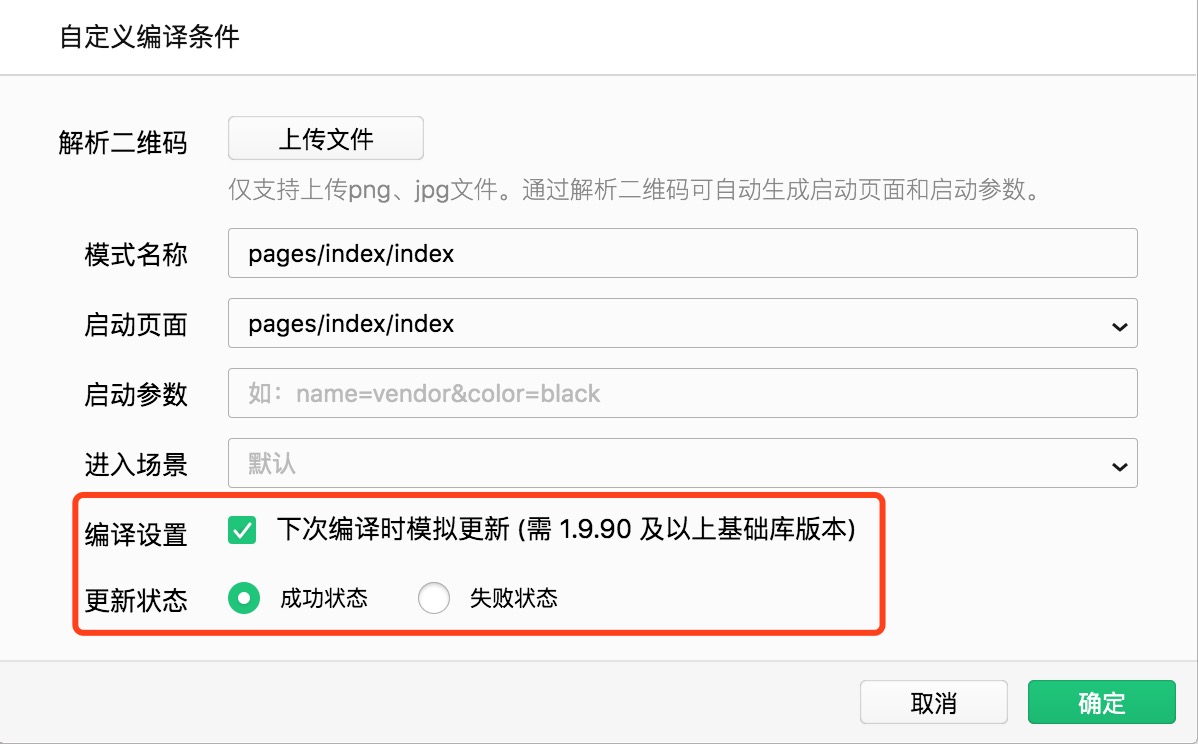 自定义编译条件
解析二维码 上传文件
仅支持上传png、jpg文件。通过解析二维码可自动生成启动页面和启动参数。
模式名称 pages/index/index
启动页面 pages/index/index
启动参数 如：name=vendor&color=black
进入场景 默认
编译设置 下次编译时模拟更新 (需 1.9.90 及以上基础库版本)
更新状态 成功状态 失败状态
取消 确定